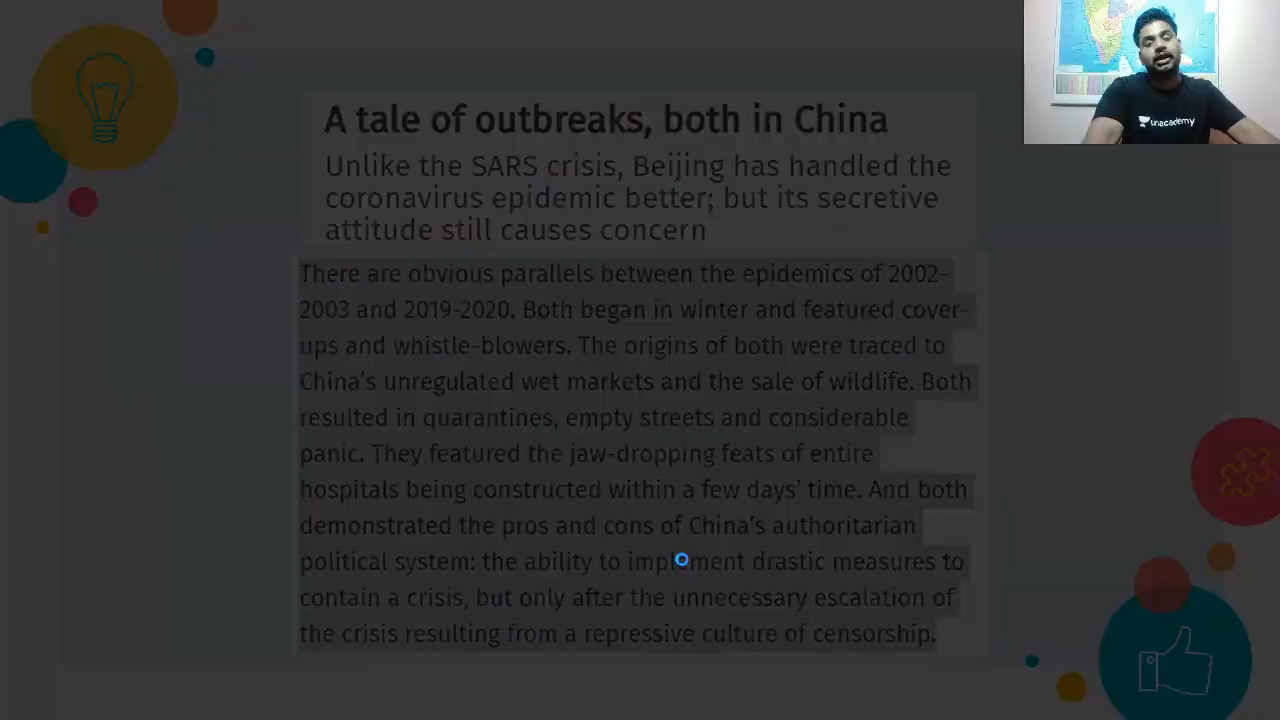 A tale of outbreaks, both in China
Unlike the SARS crisis, Beijing has handled the
coronavirus epidemic better; but its secretive
attitude still causes concern
There are obvious parallels between the epidemics of 2002-
2003 and 2019-2020. Both began in winter and featured cover-
ups and whistle-blowers. The origins of both were traced to
China's unregulated wet markets and the sale of wildlife. Both
resulted in quarantines, empty streets and considerable
panic. They featured the jaw-dropping feats of entire
hospitals being constructed within a few days' time. And both
demonstrated the pros and cons of China's authoritarian
political system: the ability to implement drastic measures to
contain a crisis, but only after the unnecessary escalation of
the crisis resulting from a repressive culture of censorship.
unacademy